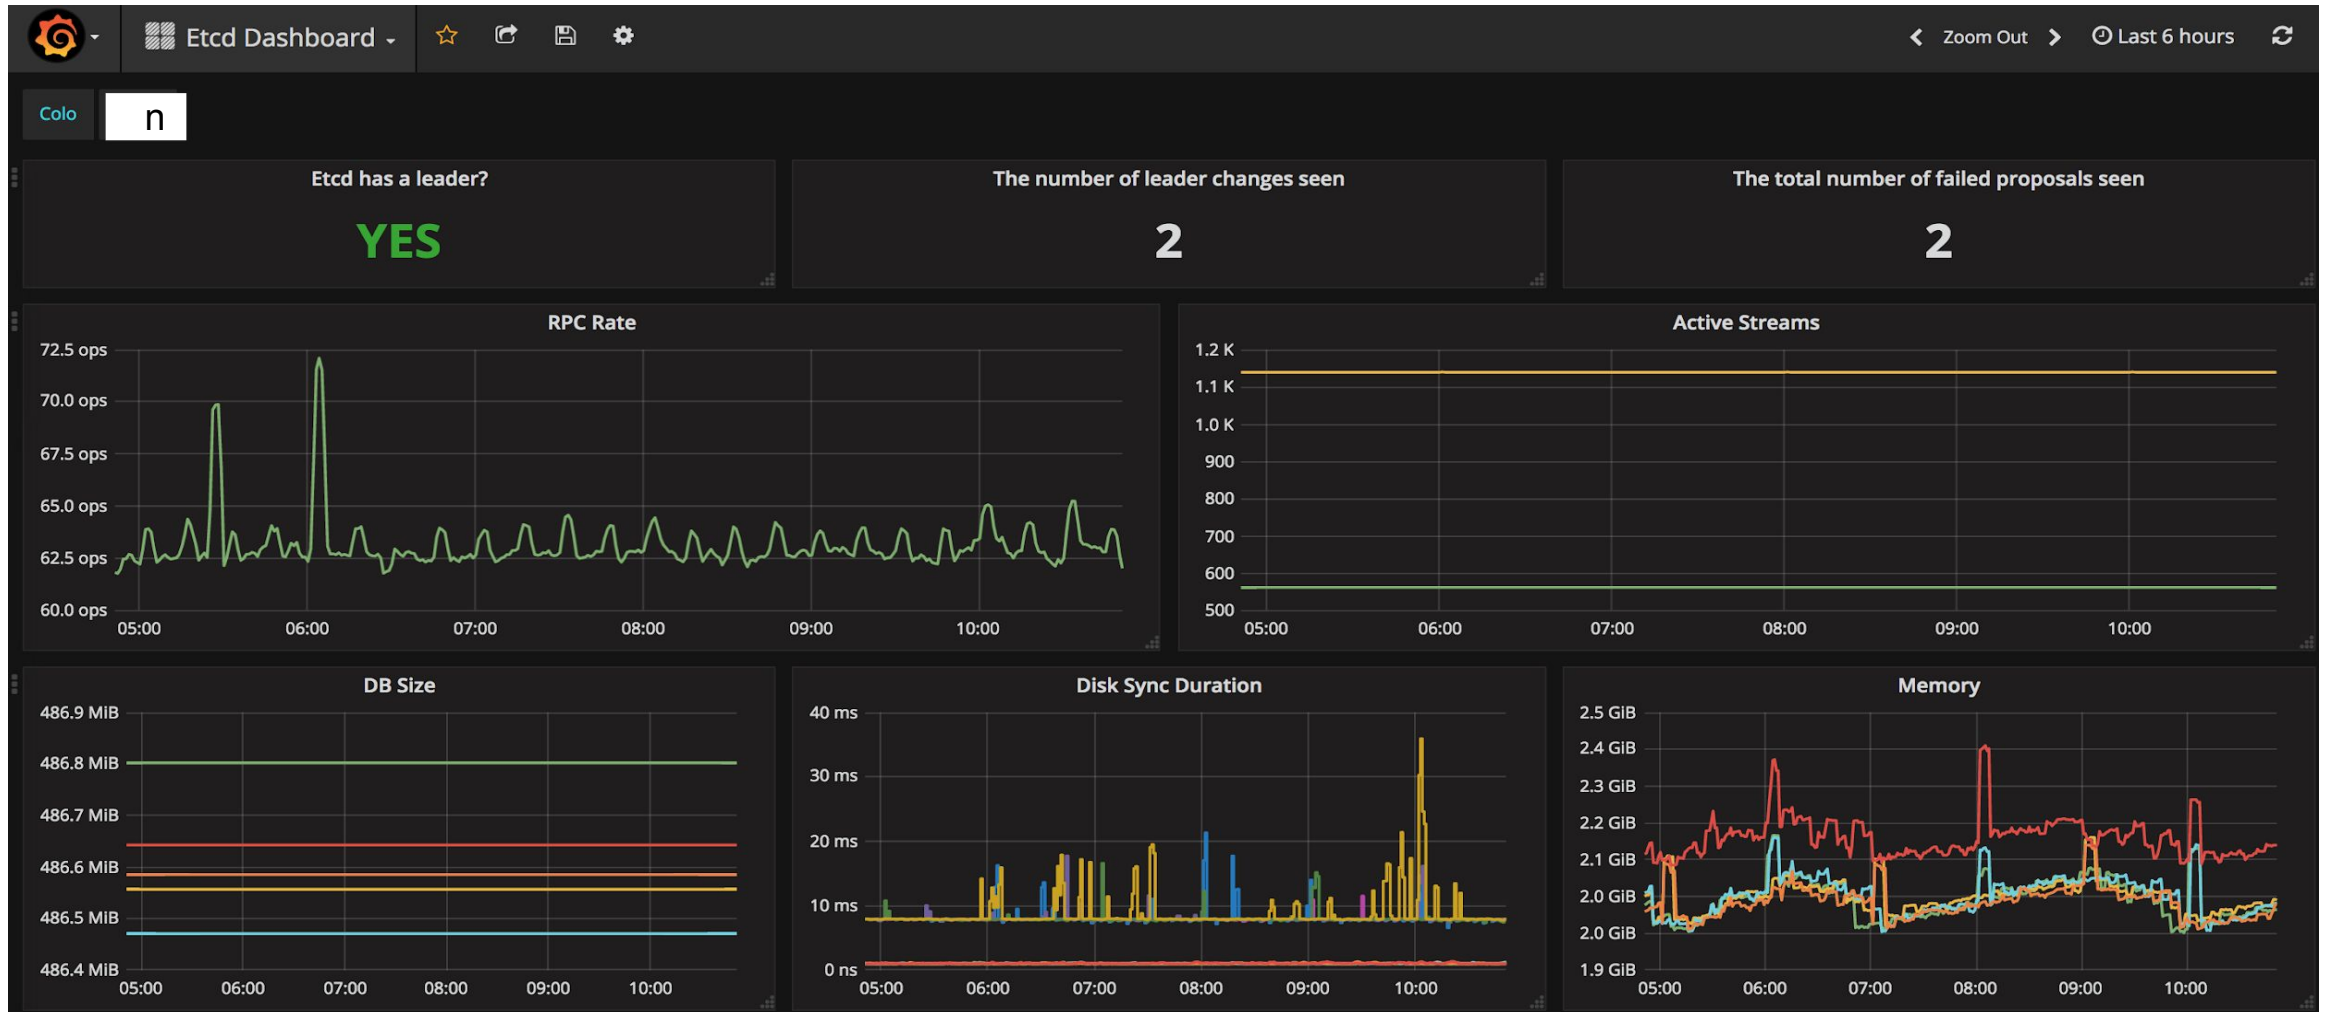 Etcd Dashboard
Zoom Out
Last 6 hours
Colo
n
Etcd has a leader?
YES
The number of leader changes seen
2
The total number of failed proposals seen
2
RPC Rate
72.5 ops
70.0 ops
67.5 ops
65.0 ops
62.5 ops
60.0 ops
05:00 06:00 07:00 08:00 09:00 10:00
Active Streams
1.2 K
1.1 K
1.0 K
900
800
700
600
500
05:00 06:00 07:00 08:00 09:00 10:00
DB Size
486.9 MiB
486.8 MiB
486.7 MiB
486.6 MiB
486.5 MiB
486.4 MiB
05:00 06:00 07:00 08:00 09:00 10:00
Disk Sync Duration
40 ms
30 ms
20 ms
10 ms
0 ns
05:00 06:00 07:00 08:00 09:00 10:00
Memory
2.5 GiB
2.4 GiB
2.3 GiB
2.2 GiB
2.1 GiB
2.0 GiB
2.0 GiB
1.9 GiB
05:00 06:00 07:00 08:00 09:00 10:00